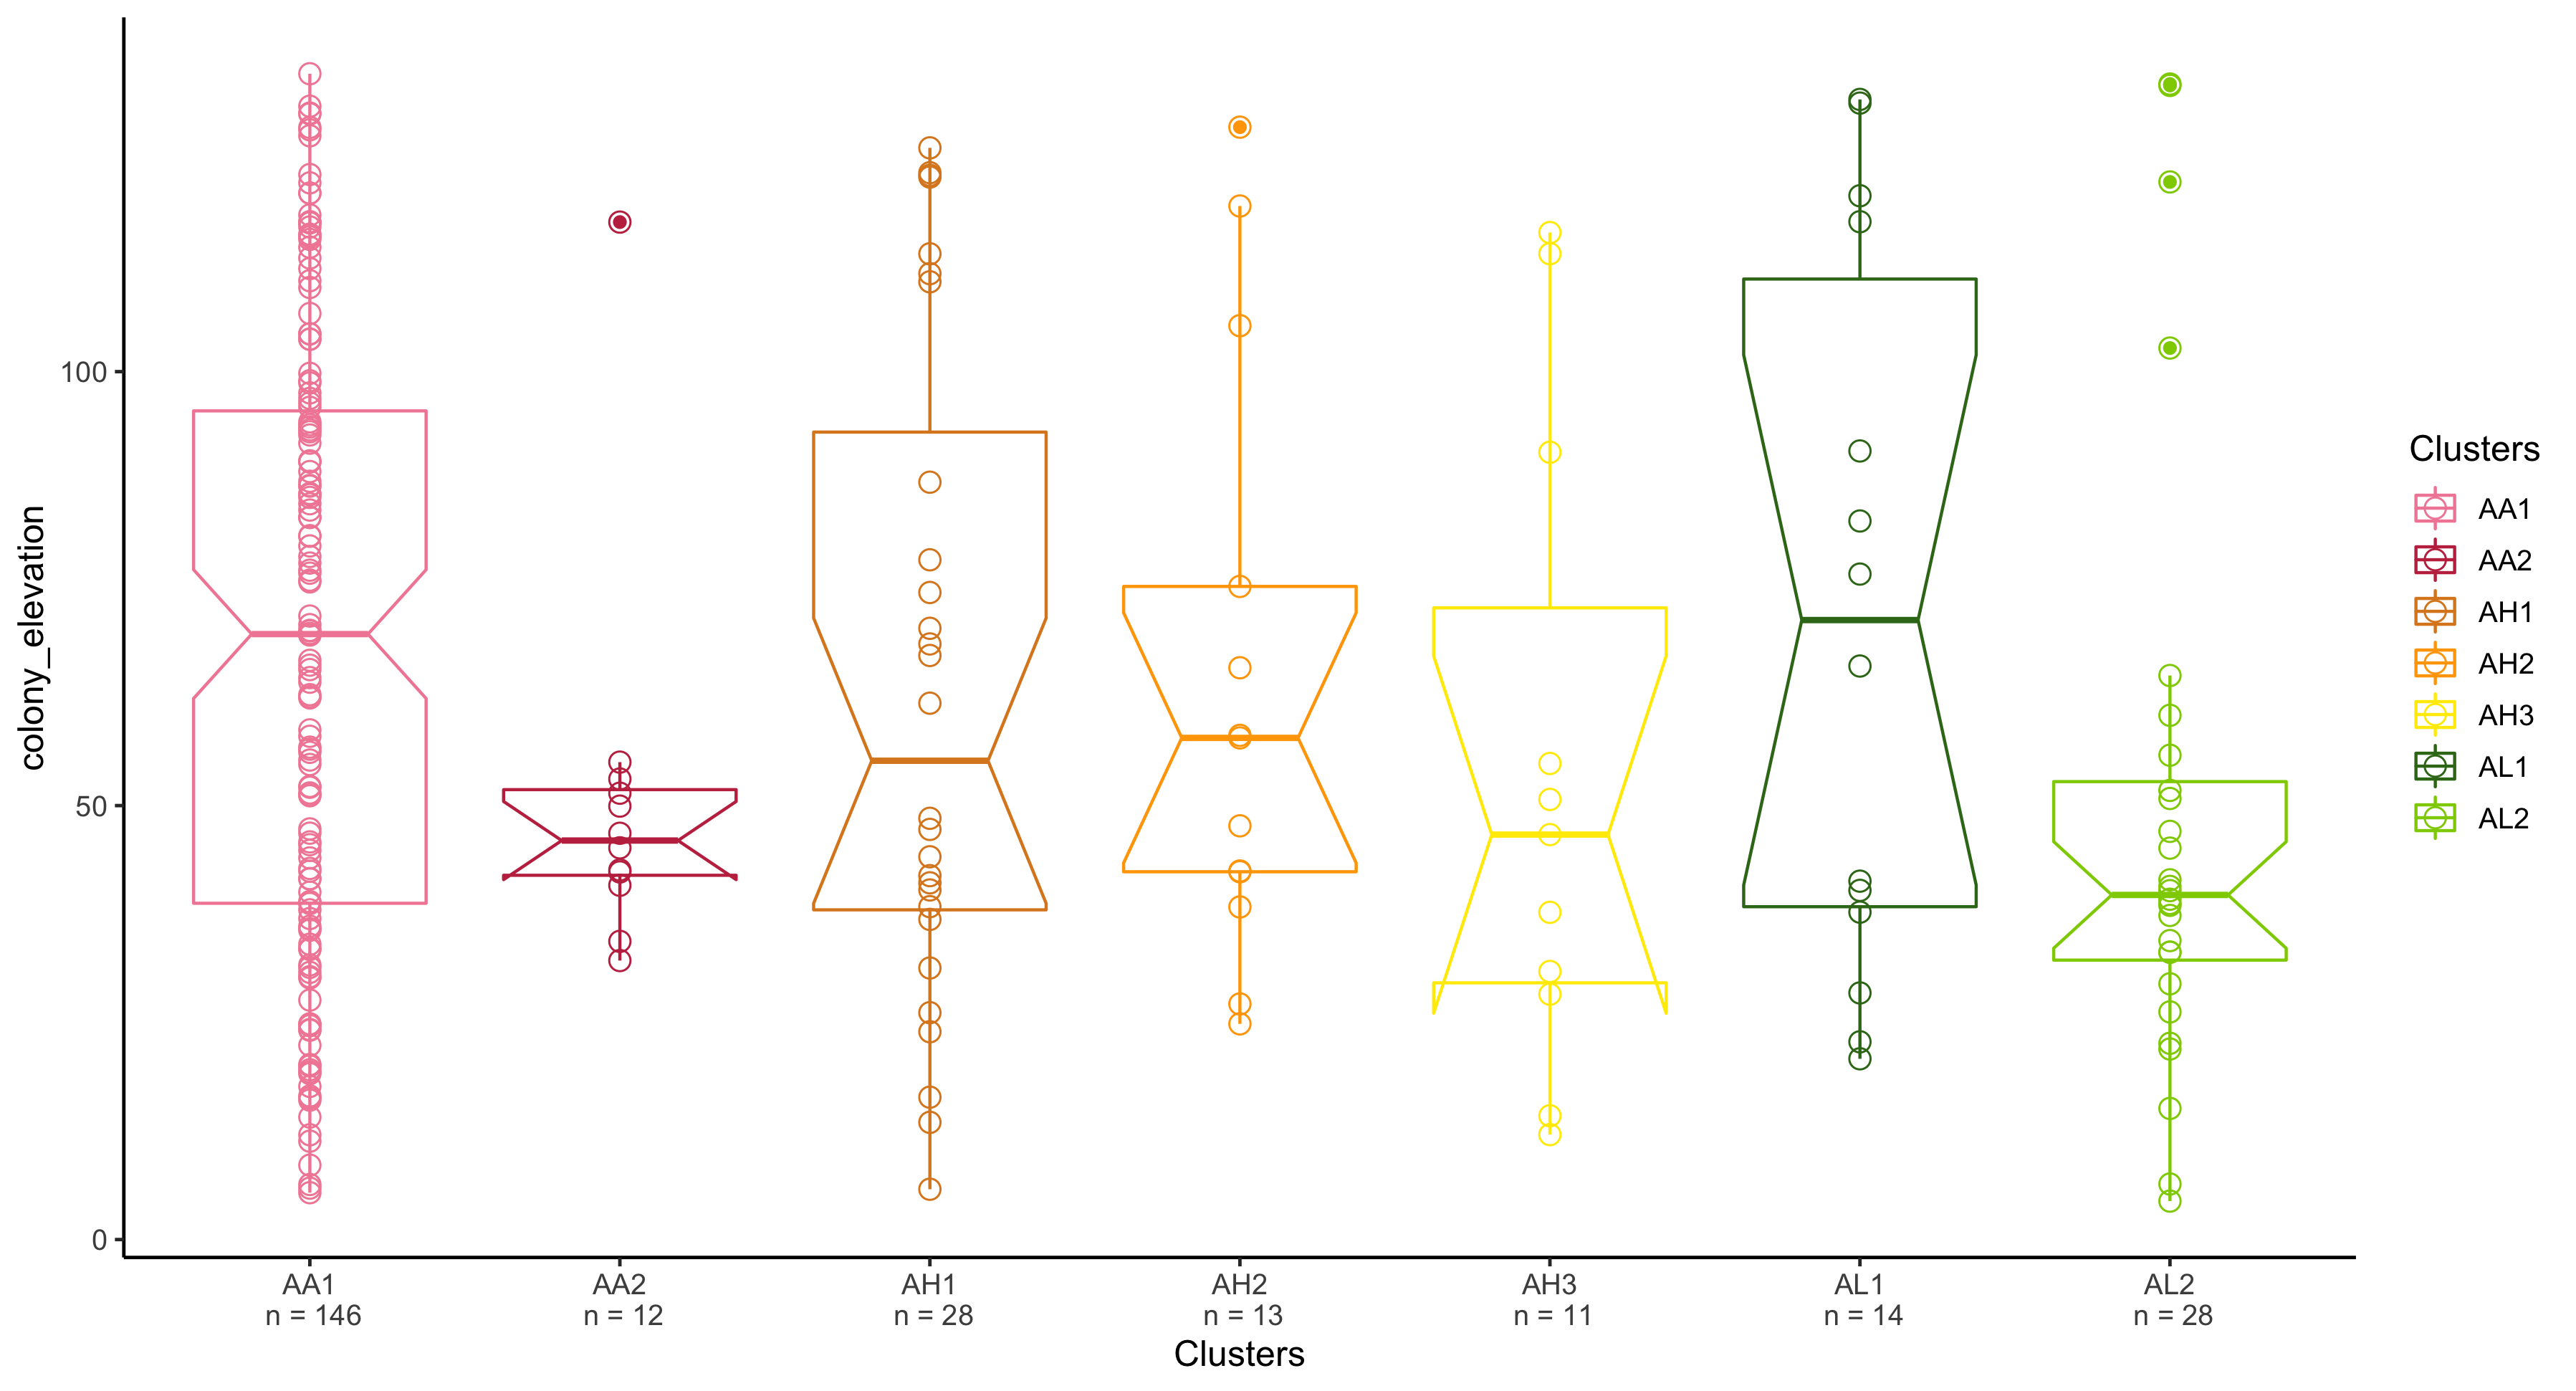 colony_elevation
100
50
0
AA1
n = 146
AA2
n = 12
AH1
n = 28
AH2
n = 13
AH3
n = 11
AL1
n = 14
AL2
n = 28
Clusters
Clusters
AA1
AA2
AH1
AH2
AH3
AL1
AL2